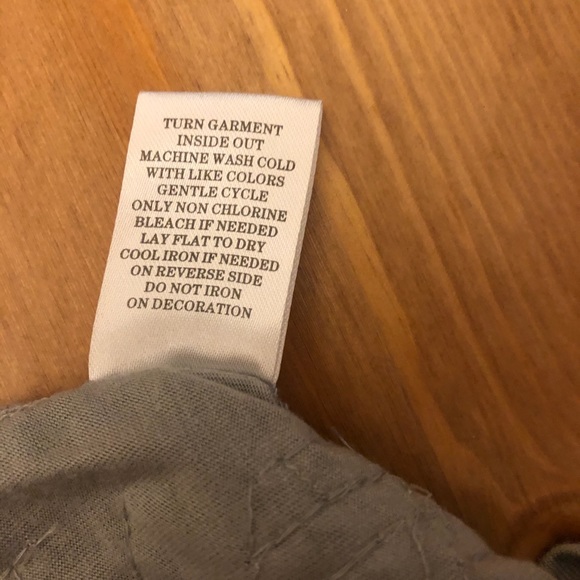 TURN GARMENT
INSIDE OUT
MACHINE WASH COLD
WITH LIKE COLORS
GENTLE CYCLE
ONLY NON CHLORINE
BLEACH IF NEEDED
LAY FLAT TO DRY
COOL IRON IF NEEDED
ON REVERSE SIDE
DO NOT IRON
ON DECORATION